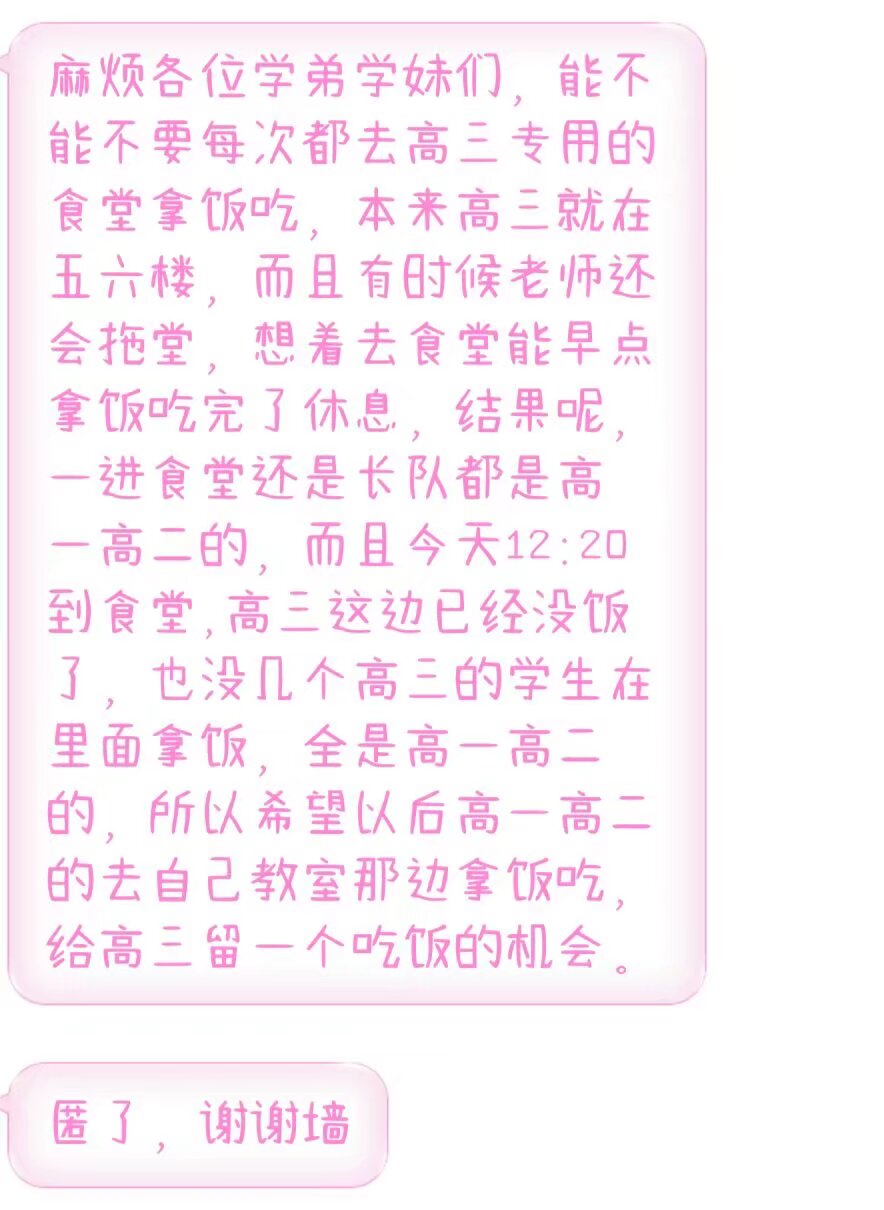 麻烦各位学弟学妹们，能不
能不要每次都去高三专用的
食堂拿饭吃，本来高三就在
五六楼，而且有时候老师还
会拖堂，想着去食堂能早点
拿饭吃完了休息，结果呢，
一进食堂还是长队都是高
一高二的，而且今天12:20
到食堂,高三这边已经没饭
了，也没几个高三的学生在
里面拿饭，全是高一高二
的，所以希望以后高一高二
的去自己教室那边拿饭吃，
给高三留一个吃饭的机会。
匿了，谢谢墙